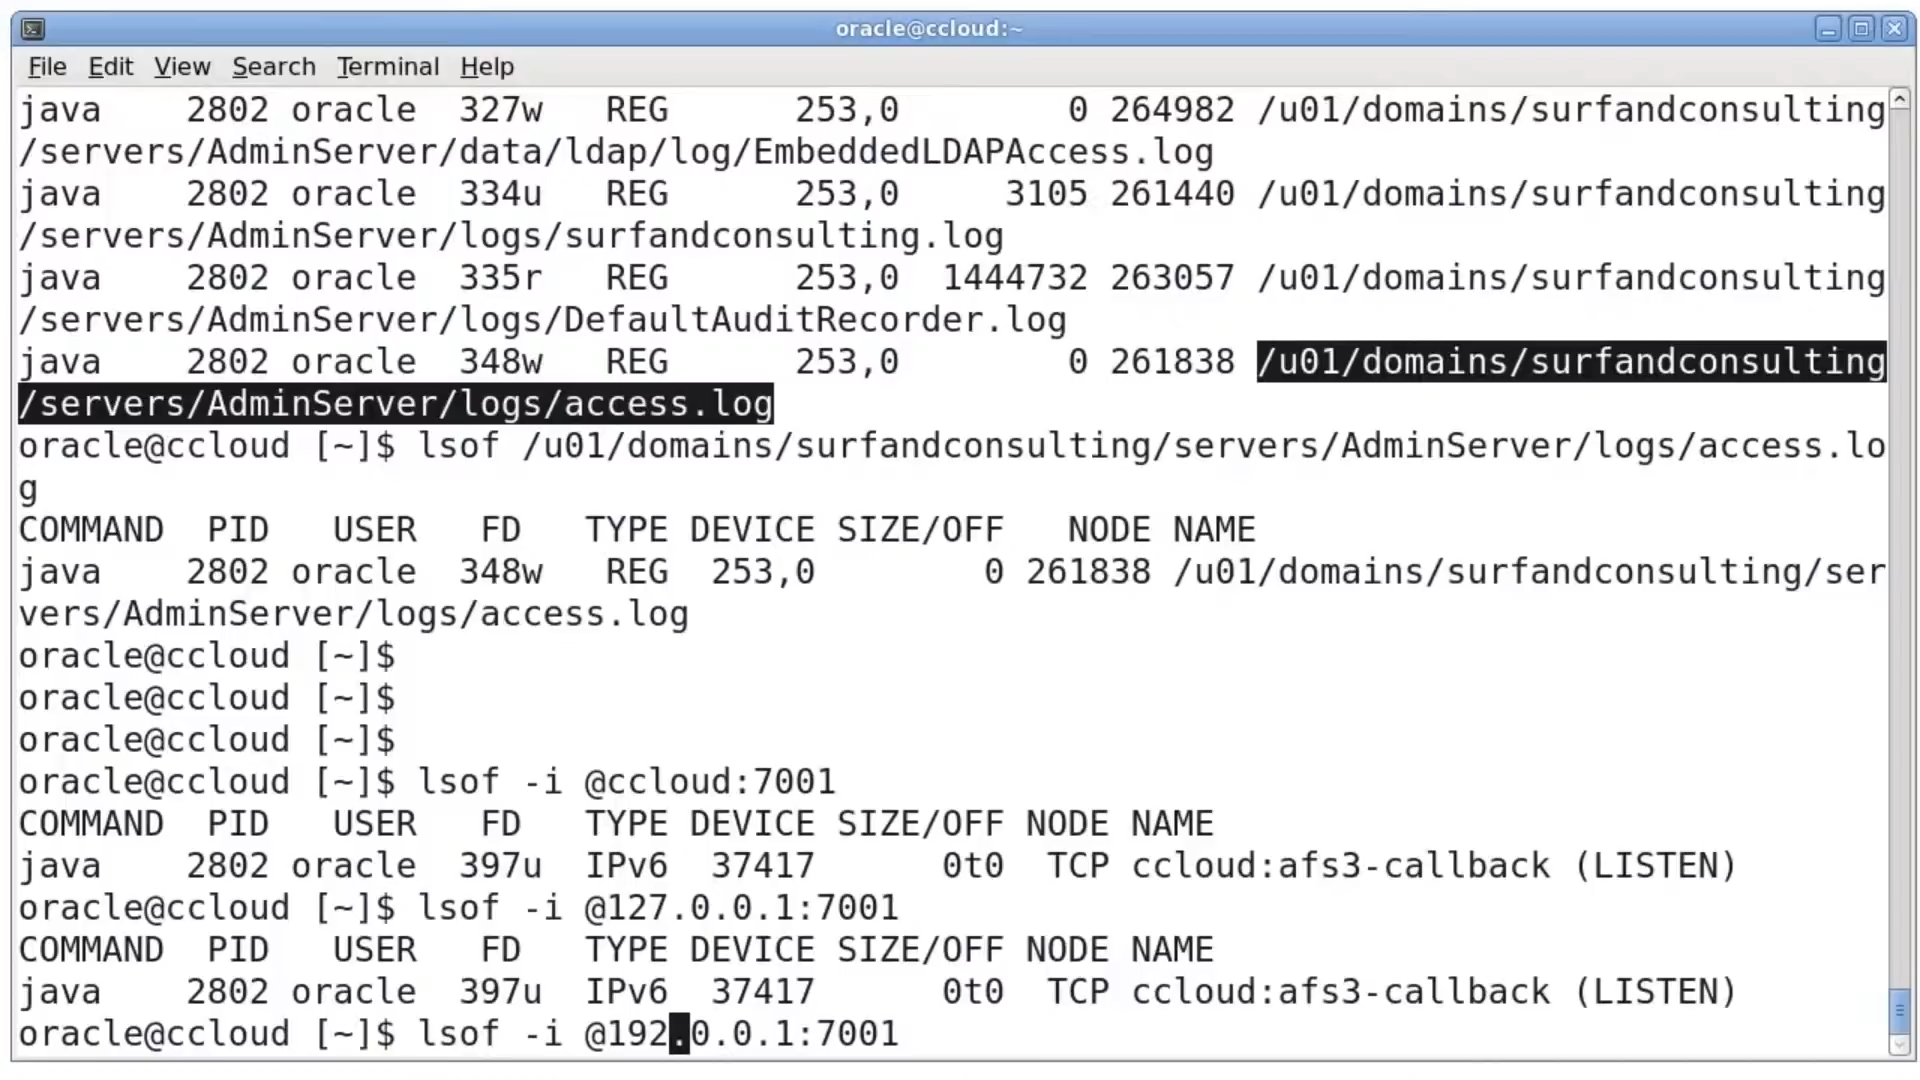 oracle@ccloud:~
File Edit View Search Terminal Help
java    2802 oracle  327w   REG      253,0        0 264982 /u01/domains/surfandconsulting
/servers/AdminServer/data/ldap/log/EmbeddedLDAPAccess.log
java    2802 oracle  334u   REG      253,0     3105 261440 /u01/domains/surfandconsulting
/servers/AdminServer/logs/surfandconsulting.log
java    2802 oracle  335r   REG      253,0  1444732 263057 /u01/domains/surfandconsulting
/servers/AdminServer/logs/DefaultAuditRecorder.log
java    2802 oracle  348w   REG      253,0        0 261838 /u01/domains/surfandconsulting
/servers/AdminServer/logs/access.log
oracle@ccloud [~]$ lsof /u01/domains/surfandconsulting/servers/AdminServer/logs/access.lo
g
COMMAND  PID   USER   FD   TYPE DEVICE SIZE/OFF   NODE NAME
java    2802 oracle  348w   REG  253,0        0 261838 /u01/domains/surfandconsulting/ser
vers/AdminServer/logs/access.log
oracle@ccloud [~]$
oracle@ccloud [~]$
oracle@ccloud [~]$
oracle@ccloud [~]$ lsof -i @ccloud:7001
COMMAND  PID   USER   FD   TYPE DEVICE SIZE/OFF NODE NAME
java    2802 oracle  397u  IPv6  37417      0t0  TCP ccloud:afs3-callback (LISTEN)
oracle@ccloud [~]$ lsof -i @127.0.0.1:7001
COMMAND  PID   USER   FD   TYPE DEVICE SIZE/OFF NODE NAME
java    2802 oracle  397u  IPv6  37417      0t0  TCP ccloud:afs3-callback (LISTEN)
oracle@ccloud [~]$ lsof -i @192.0.0.1:7001